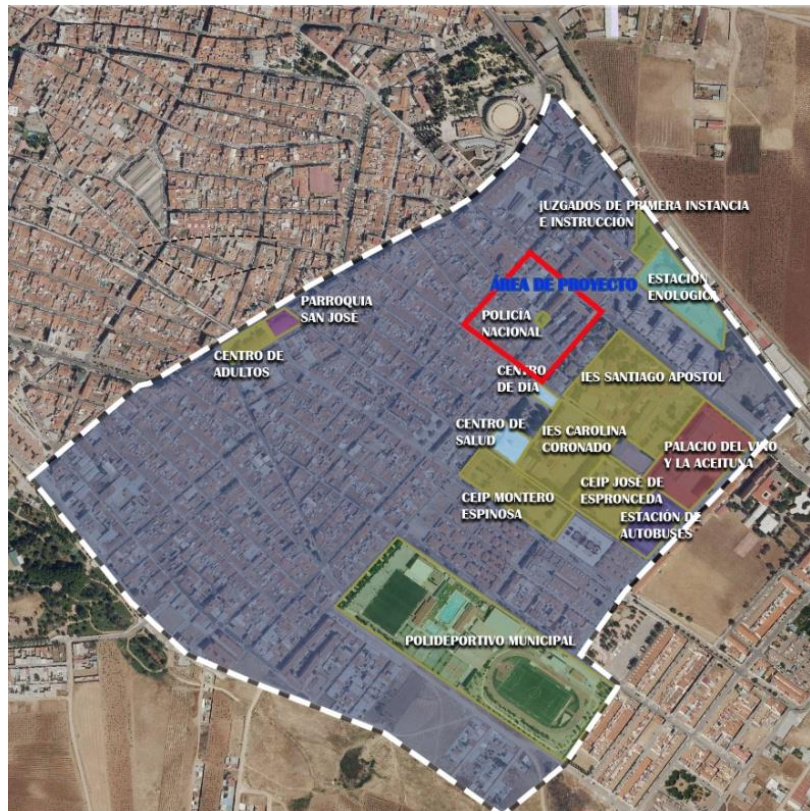 JUZGADOS DE PRIMERA INSTANCIA
E INSTRUCCIÓN
ESTACIÓN
ENOLOGICA
ÁREA DE PROYECTO
PARROQUIA
SAN JOSÉ
POLICÍA
NACIONAL
CENTRO DE
ADULTOS
CENTRO
DE DÍA
IES SANTIAGO APOSTOL
CENTRO DE
SALUD
IES CAROLINA
CORONADO
PALACIO DEL VINO
Y LA ACEITUNA
CEIP MONTERO
ESPINOSA
CEIP JOSÉ DE
ESPRONCEDA
ESTACIÓN DE
AUTOBUSES
POLIDEPORTIVO MUNICIPAL